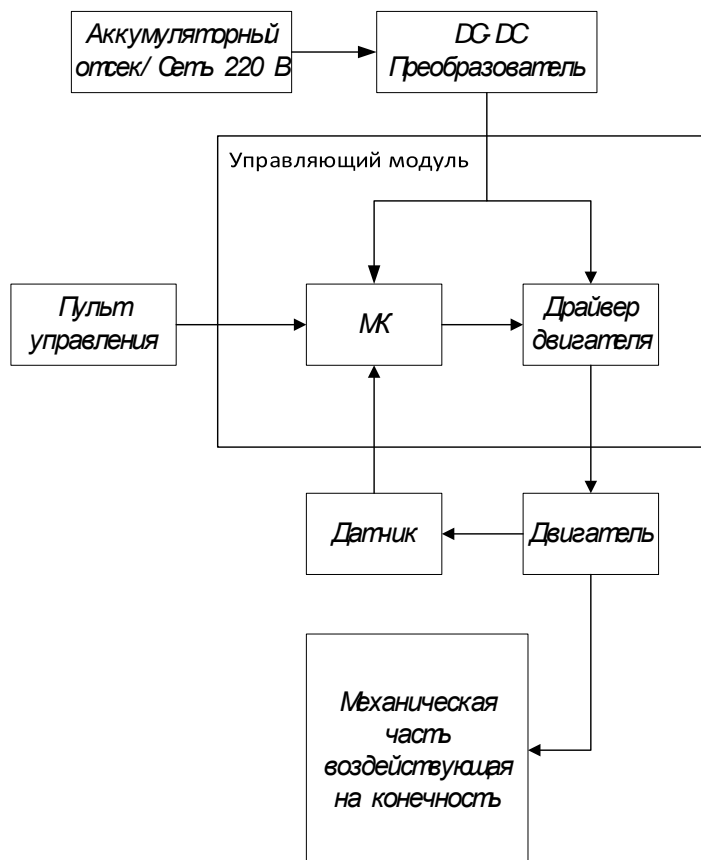 Аккумуляторный
отсек/ Сеть 220 В
DC-DC
Преобразователь
Управляющий модуль
Пульт
управления
МК
Драйвер
двигателя
Датчик
Двигатель
Механическая
часть
воздействующая
на конечность